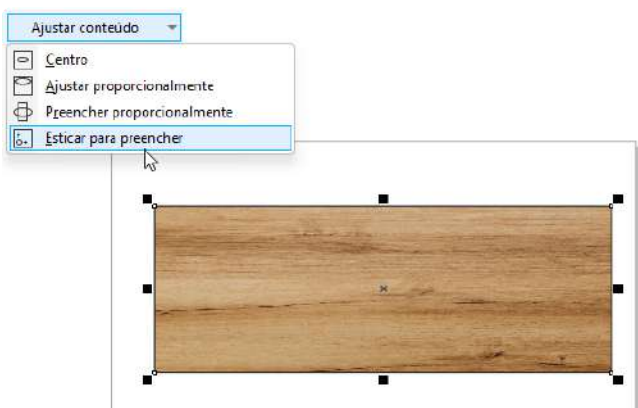 Ajustar conteúdo
Centro
Ajustar proporcionalmente
Preencher proporcionalmente
Esticar para preencher